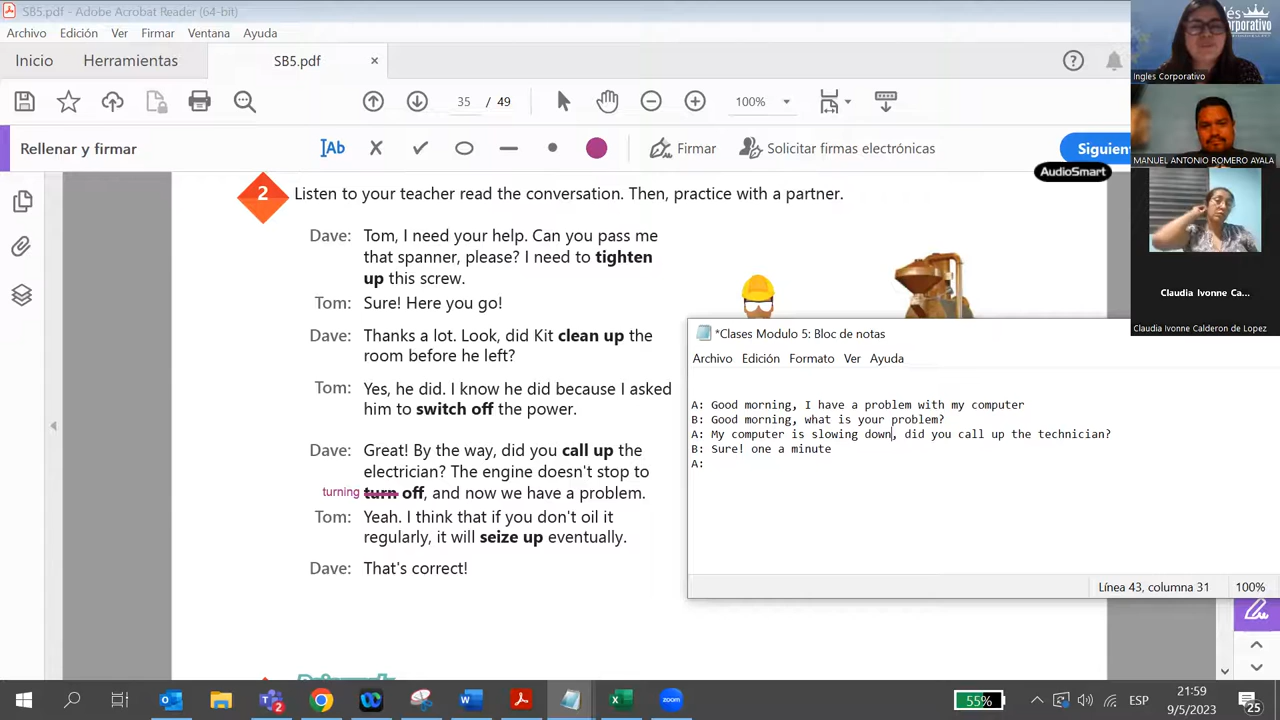 SB5.pdf - Adobe Acrobat Reader (64-bit)
Archivo Edición Ver Firmar Ventana Ayuda
Inicio Herramientas SB5.pdf
35 / 49 100%
Rellenar y firmar Ab Firmar Solicitar firmas electrónicas Siguien
AudioSmart
2 Listen to your teacher read the conversation. Then, practice with a partner.
Dave: Tom, I need your help. Can you pass me
that spanner, please? I need to tighten
up this screw.
Tom: Sure! Here you go!
Dave: Thanks a lot. Look, did Kit clean up the
room before he left?
Tom: Yes, he did. I know he did because I asked
him to switch off the power.
Dave: Great! By the way, did you call up the
electrician? The engine doesn't stop to
turning turn off, and now we have a problem.
Tom: Yeah. I think that if you don't oil it
regularly, it will seize up eventually.
Dave: That's correct!
*Clases Modulo 5: Bloc de notas
Archivo Edición Formato Ver Ayuda
A: Good morning, I have a problem with my computer
B: Good morning, what is your problem?
A: My computer is slowing down, did you call up the technician?
B: Sure! one a minute
A:
Línea 43, columna 31 100%
Ingles Corporativo
MANUEL ANTONIO ROMERO AYALA
Claudia Ivonne Ca...
Claudia Ivonne Calderon de Lopez
2
zoom
55%
ESP
21:59
9/5/2023
25